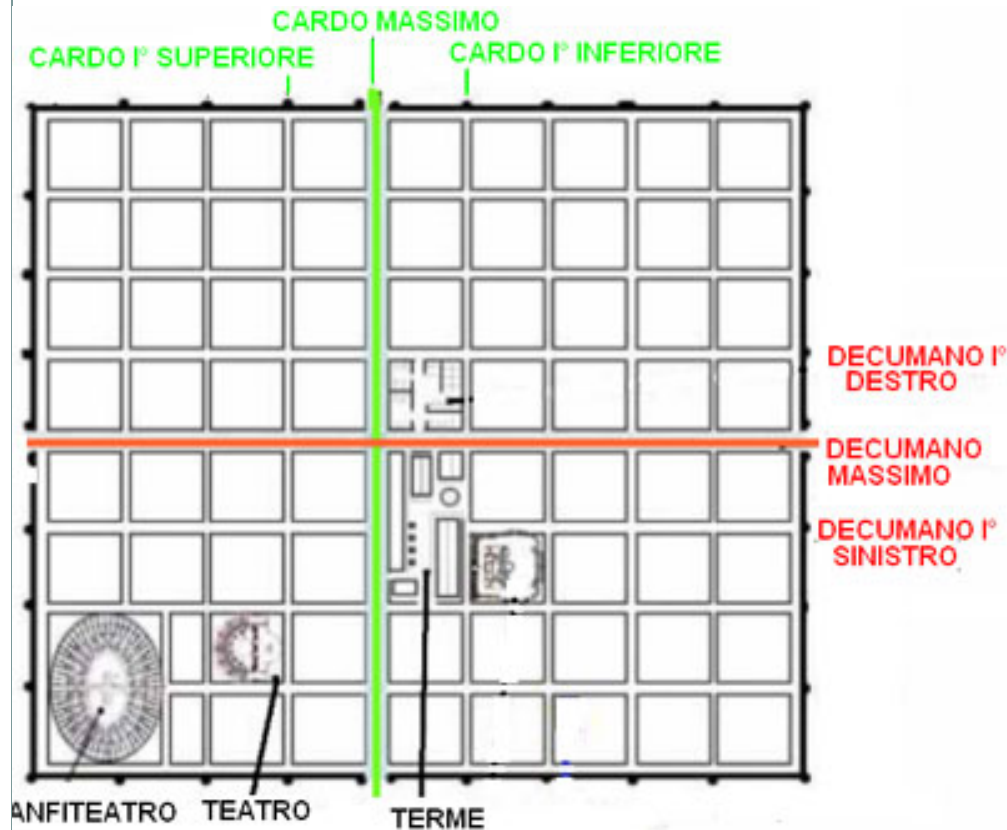 CARDO MASSIMO
CARDO I° SUPERIORE
CARDO I° INFERIORE
DECUMANO I°
DESTRO
DECUMANO
MASSIMO
DECUMANO I°
SINISTRO
ANFITEATRO
TEATRO
TERME